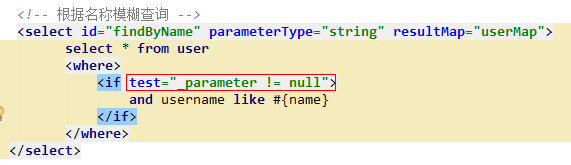 <!-- 根据名称模糊查询 -->
<select id="findByName" parameterType="string" resultMap="userMap">
select * from user
<where>
<if test="_parameter != null">
and username like #{name}
</if>
</where>
</select>